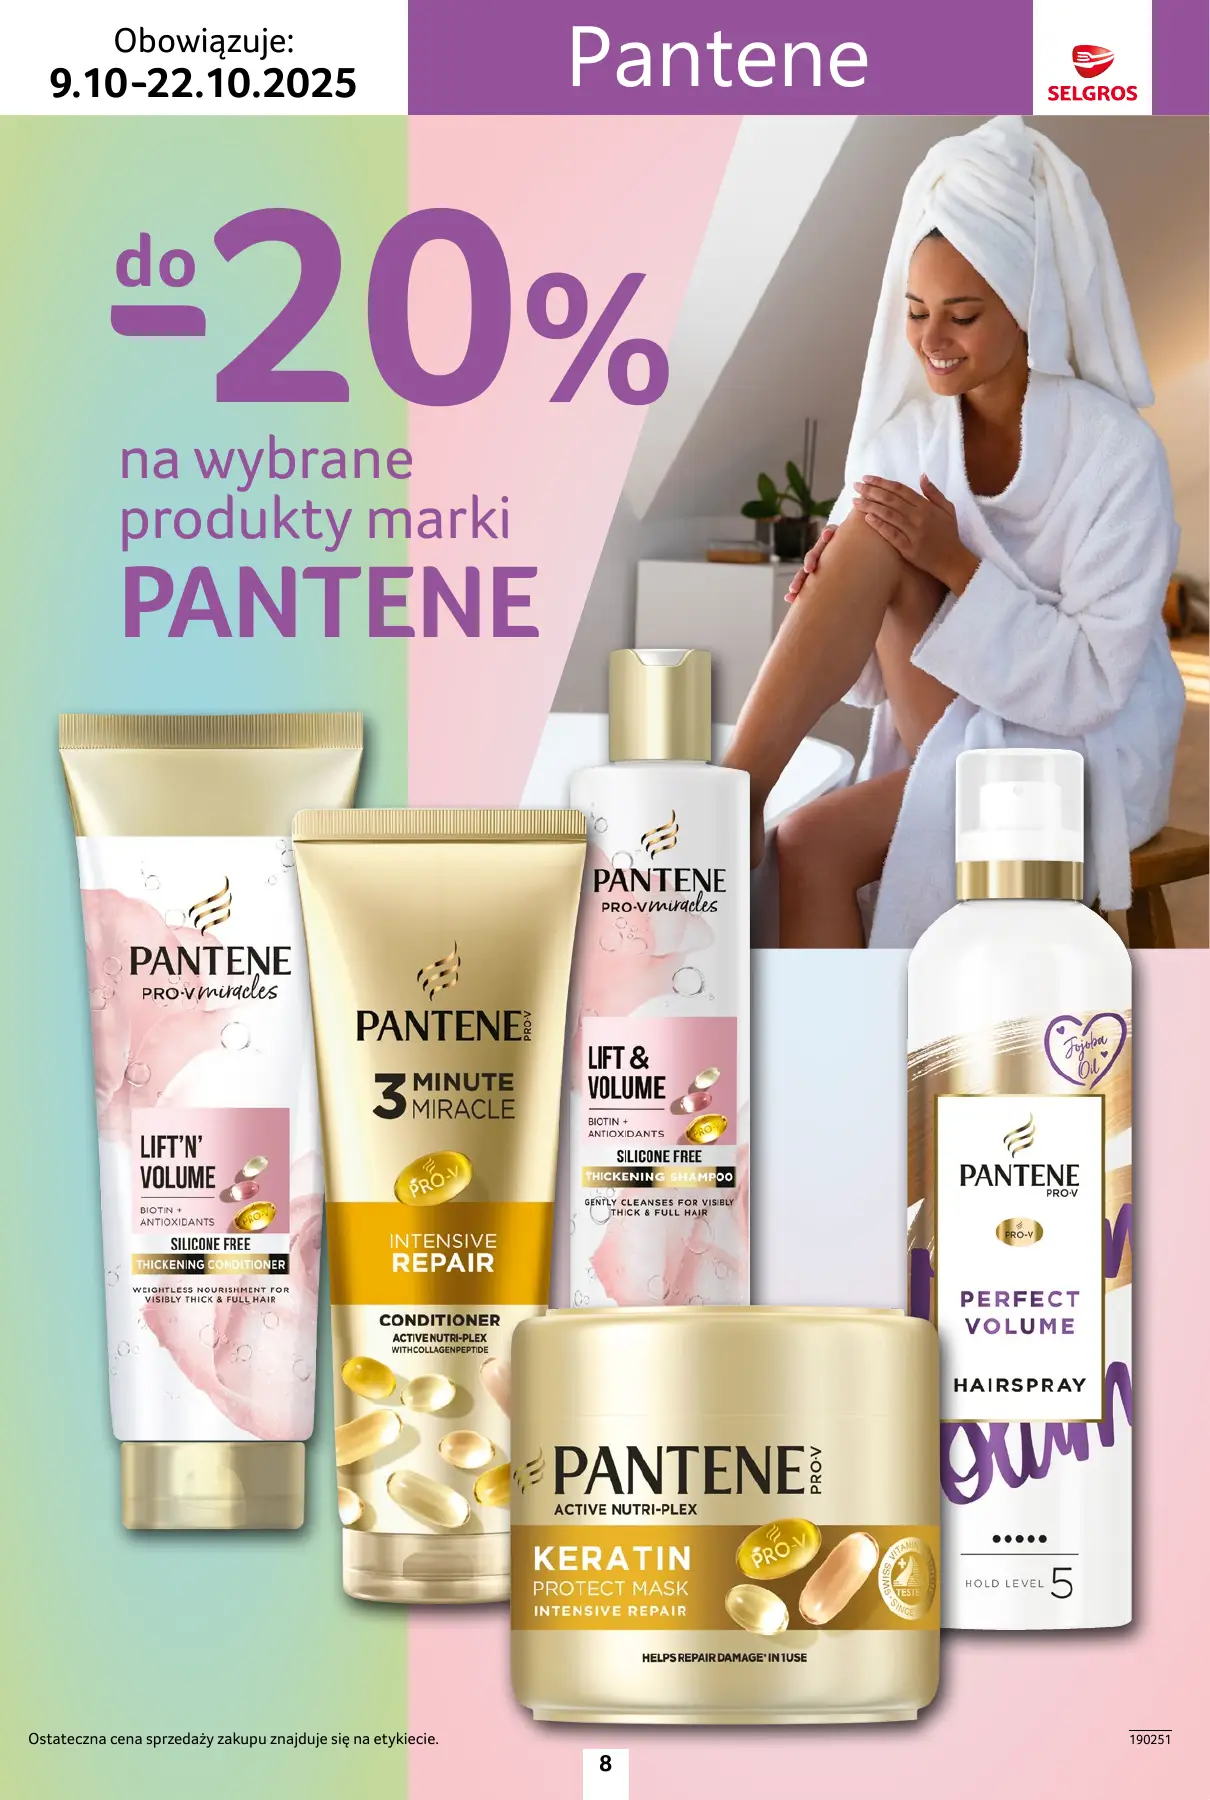 Obowiązuje:
9.10-22.10.2025
Pantene
SELGROS
do
-20%
na wybrane
produkty marki
PANTENE
PANTENE
PRO-V miracles
LIFT'N'
VOLUME
BIOTIN +
ANTIOXIDANTS
PRO-V
SILICONE FREE
THICKENING CONDITIONER
WEIGHTLESS NOURISHMENT FOR
VISIBLY THICK & FULL HAIR
PANTENE PRO-V
3 MINUTE
MIRACLE
PRO-V
INTENSIVE
REPAIR
CONDITIONER
ACTIVE NUTRI-PLEX
WITH COLLAGEN PEPTIDE
PANTENE
PRO-V miracles
LIFT &
VOLUME
BIOTIN +
ANTIOXIDANTS
PRO-V
SILICONE FREE
THICKENING SHAMPOO
GENTLY CLEANSES FOR VISIBLY
THICK & FULL HAIR
PANTENE PRO-V
ACTIVE NUTRI-PLEX
KERATIN
PROTECT MASK
INTENSIVE REPAIR
PRO-V
HELPS REPAIR DAMAGE* IN 1 USE
Jojoba
Oil
PANTENE
PRO-V
PRO-V
PERFECT
VOLUME
HAIRSPRAY
HOLD LEVEL 5
Ostateczna cena sprzedaży zakupu znajduje się na etykiecie.
190251
8